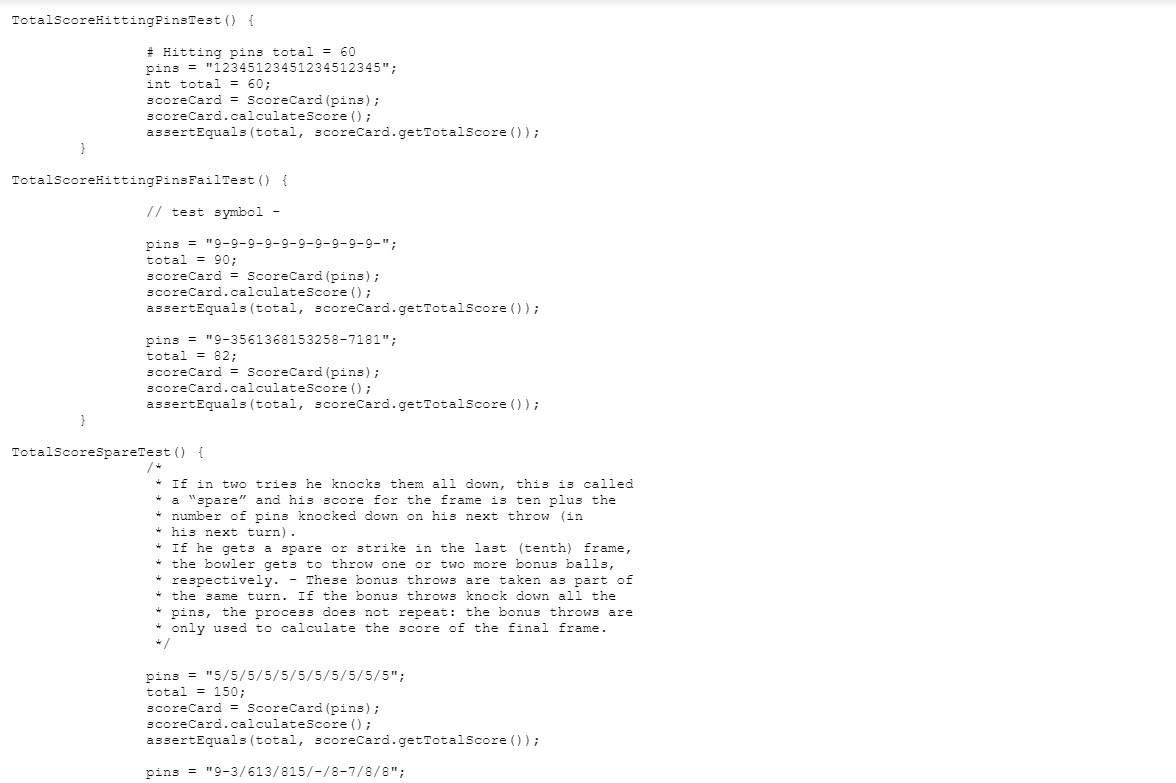 TotalScoreHittingPinsTest() {
# Hitting pins total = 60
pins = "12345123451234512345";
int total = 60;
scoreCard = ScoreCard(pins);
scoreCard.calculateScore();
assertEquals(total, scoreCard.getTotalScore());
}
TotalScoreHittingPinsFailTest() {
// test symbol -
pins = "9-9-9-9-9-9-9-9-9-9-";
total = 90;
scoreCard = ScoreCard(pins);
scoreCard.calculateScore();
assertEquals(total, scoreCard.getTotalScore());
pins = "9-3561368153258-7181";
total = 82;
scoreCard = ScoreCard(pins);
scoreCard.calculateScore();
assertEquals(total, scoreCard.getTotalScore());
}
TotalScoreSpareTest() {
/*
* If in two tries he knocks them all down, this is called
* a “spare” and his score for the frame is ten plus the
* number of pins knocked down on his next throw (in
* his next turn).
* If he gets a spare or strike in the last (tenth) frame,
* the bowler gets to throw one or two more bonus balls,
* respectively. - These bonus throws are taken as part of
* the same turn. If the bonus throws knock down all the
* pins, the process does not repeat: the bonus throws are
* only used to calculate the score of the final frame.
*/
pins = "5/5/5/5/5/5/5/5/5/5/5";
total = 150;
scoreCard = ScoreCard(pins);
scoreCard.calculateScore();
assertEquals(total, scoreCard.getTotalScore());
pins = "9-3/613/815/-/8-7/8/8";